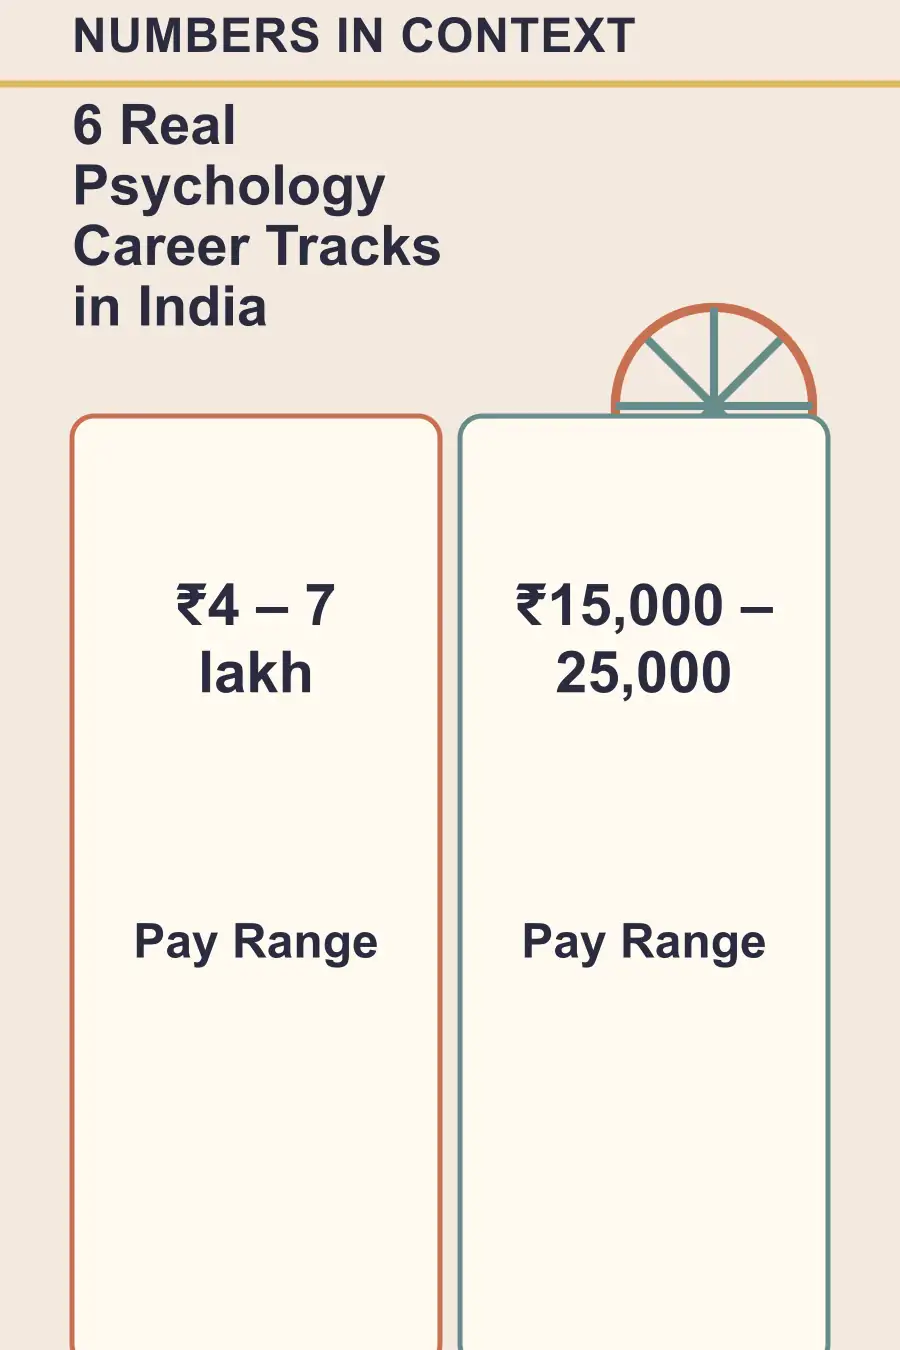 NUMBERS IN CONTEXT
6 Real
Psychology
Career Tracks
in India
₹4 – 7
lakh
Pay Range
₹15,000 –
25,000
Pay Range